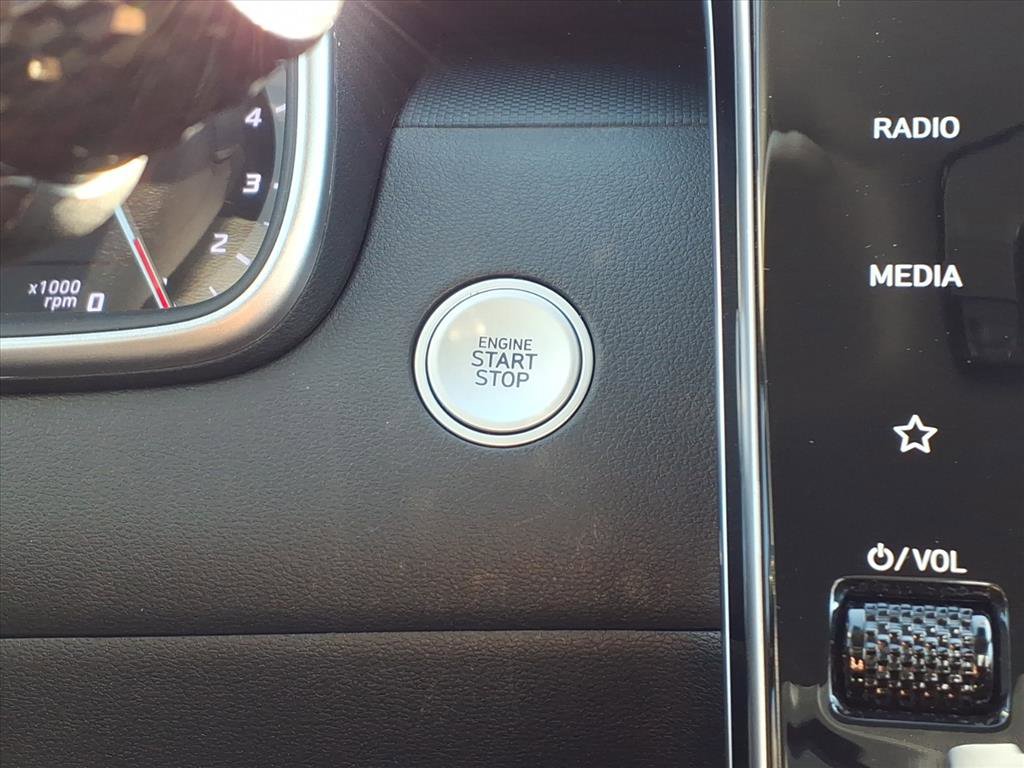 4
3
2
x1000
rpm 0
ENGINE
START
STOP
RADIO
MEDIA
/VOL